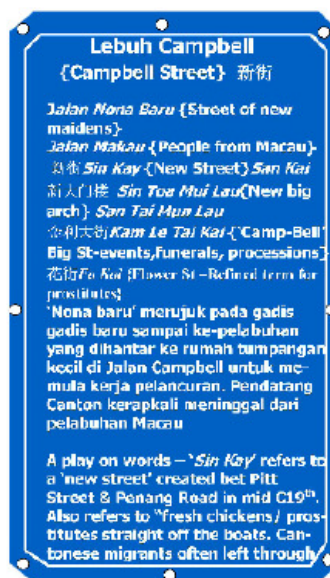 Lebuh Campbell
{Campbell Street} 新街
Jalan Nona Baru {Street of new
maidens}
Jalan Makau {People from Macau}
新街 Sin Kay {New Street} San Kai
新大门楼 Sin Toa Mui Lau{New big
arch} San Tai Mun Lau
金利大街 Kam Le Tai Kai {'Camp-Bell'
Big St-events,funerals, processions}
花街 Fa Kai {Flower St –Refined term for
prostitutes}
'Nona baru' merujuk pada gadis
gadis baru sampai ke-pelabuhan
yang dihantar ke rumah tumpangan
kecil di Jalan Campbell untuk me-
mula kerja pelancuran. Pendatang
Canton kerapkali meninggal dari
pelabuhan Macau
A play on words – 'Sin Kay' refers to
a 'new street' created bet Pitt
Street & Penang Road in mid C19th.
Also refers to "fresh chickens / pros-
titutes straight off the boats. Can-
tonese migrants often left through